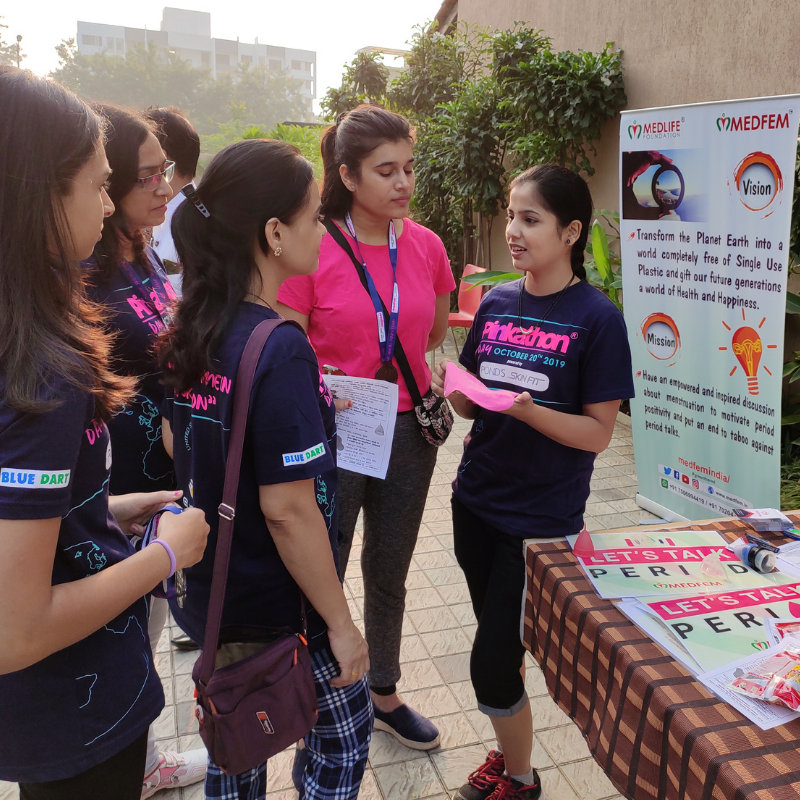 MEDLIFE
FOUNDATION
MEDFEM
Vision
Transform the Planet Earth into a
world completely free of Single Use
Plastic and gift our future generations
a world of Health and Happiness.
Mission
Have an empowered and inspired discussion
about menstruation to motivate period
positivity and put an end to taboo against
period talks.
medfemindia/
Pinkathon
OCTOBER 20TH 2019
POND'S SKIN FIT
BLUE DART
BLUE DART
LET'S TALK
PERIOD
MEDFEM
LET'S TALK
PERI